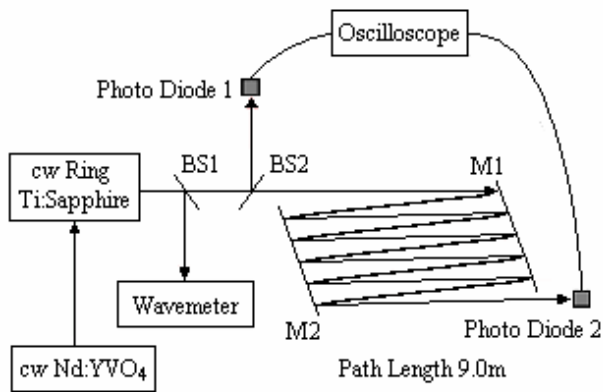 Oscilloscope
Photo Diode 1
BS1
BS2
M1
cw Ring
Ti:Sapphire
Wavemeter
M2
Photo Diode 2
cw Nd:YVO₄
Path Length 9.0m